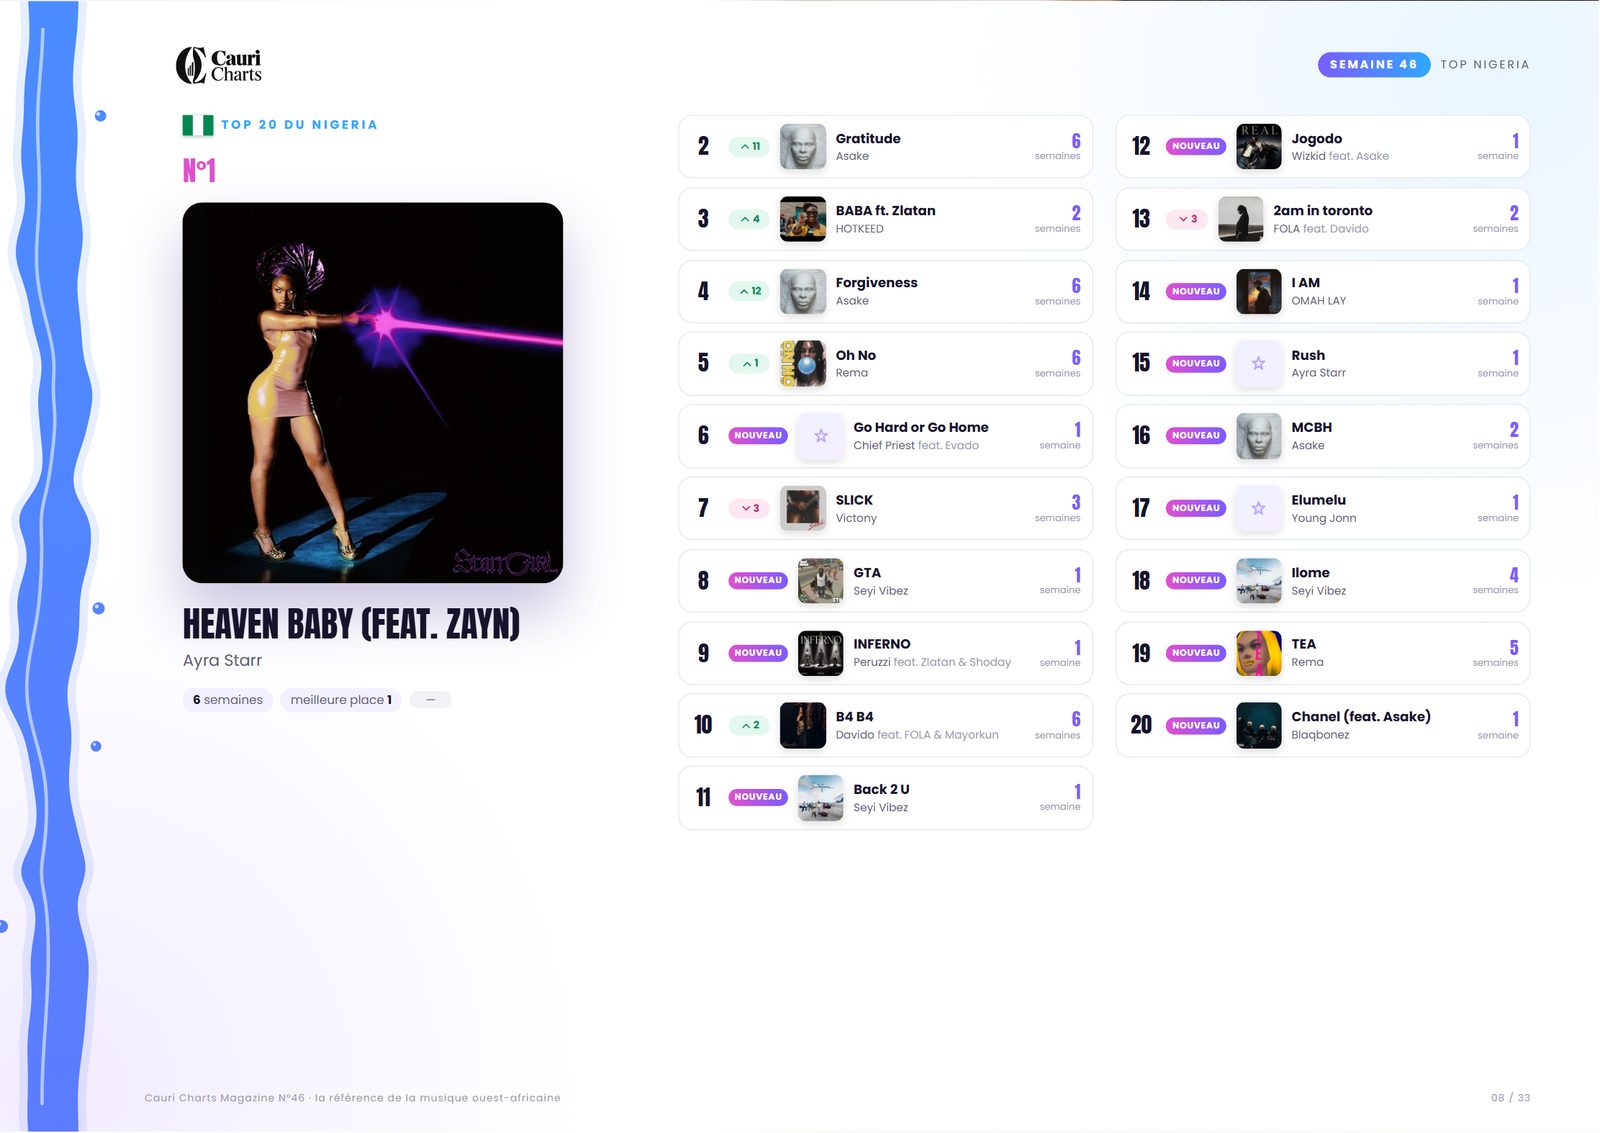 Cauri
Charts
SEMAINE 46 TOP NIGERIA
TOP 20 DU NIGERIA
N°1
StarrGIRL
HEAVEN BABY (FEAT. ZAYN)
Ayra Starr
6 semaines meilleure place 1 —
2 11 Gratitude 6
Asake semaines
3 4 BABA ft. Zlatan 2
HOTKEED semaines
4 12 Forgiveness 6
Asake semaines
5 1 Oh No 6
Rema semaines
6 NOUVEAU Go Hard or Go Home 1
Chief Priest feat. Evado semaine
7 3 SLICK 3
Victony semaines
8 NOUVEAU GTA 1
Seyi Vibez semaine
9 NOUVEAU INFERNO 1
Peruzzi feat. Zlatan & Shoday semaine
10 2 B4 B4 6
Davido feat. FOLA & Mayorkun semaines
11 NOUVEAU Back 2 U 1
Seyi Vibez semaine
12 NOUVEAU REAL Jogodo 1
Wizkid feat. Asake semaine
13 3 2am in toronto 2
FOLA feat. Davido semaines
14 NOUVEAU I AM 1
OMAH LAY semaine
15 NOUVEAU Rush 1
Ayra Starr semaine
16 NOUVEAU MCBH 2
Asake semaines
17 NOUVEAU Elumelu 1
Young Jonn semaine
18 NOUVEAU Ilome 4
Seyi Vibez semaines
19 NOUVEAU TEA 5
Rema semaines
20 NOUVEAU Chanel (feat. Asake) 1
Blaqbonez semaine
Cauri Charts Magazine N°46 · la référence de la musique ouest-africaine
08 / 33